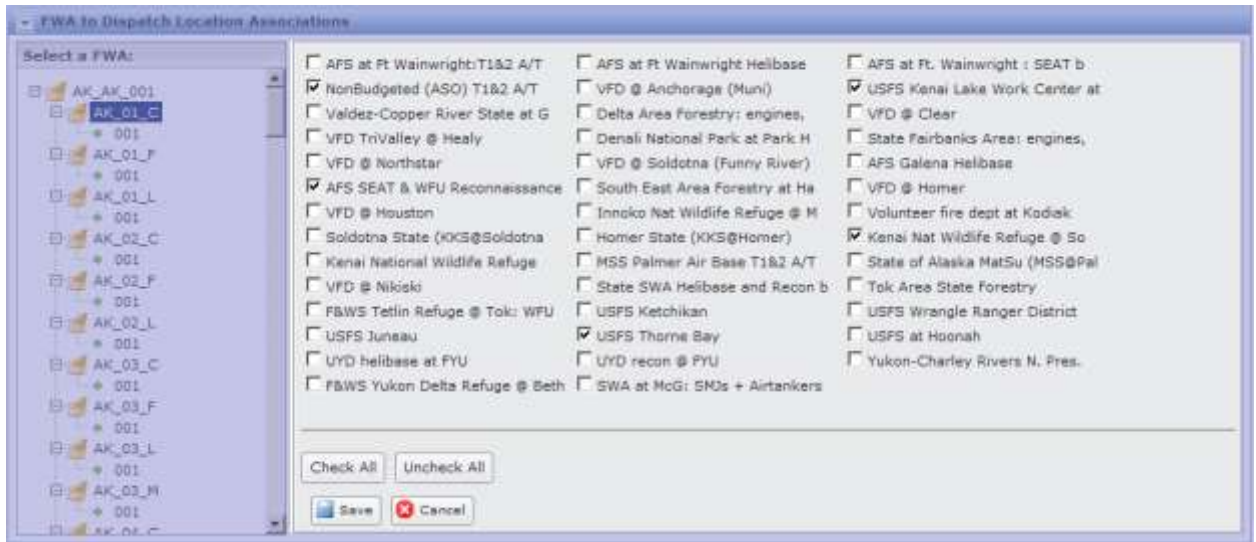 FWA to Dispatch Location Associations
Select a FWA:
AK_AK_001
AK_01_C
001
AK_01_F
001
AK_01_L
001
AK_02_C
001
AK_02_F
001
AK_02_L
001
AK_03_C
001
AK_03_F
001
AK_03_L
001
AK_03_M
001
AK_04_C
AFS at Ft Wainwright:T1&2 A/T AFS at Ft Wainwright Helibase AFS at Ft. Wainwright : SEAT b
NonBudgeted (ASO) T1&2 A/T VFD @ Anchorage (Muni) USFS Kenai Lake Work Center at
Valdez-Copper River State at G Delta Area Forestry: engines, VFD @ Clear
VFD TriValley @ Healy Denali National Park at Park H State Fairbanks Area: engines,
VFD @ Northstar VFD @ Soldotna (Funny River) AFS Galena Helibase
AFS SEAT & WFU Reconnaissance South East Area Forestry at Ha VFD @ Homer
VFD @ Houston Innoko Nat Wildlife Refuge @ M Volunteer fire dept at Kodiak
Soldotna State (KKS@Soldotna Homer State (KKS@Homer) Kenai Nat Wildlife Refuge @ So
Kenai National Wildlife Refuge MSS Palmer Air Base T1&2 A/T State of Alaska MatSu (MSS@Pal
VFD @ Nikiski State SWA Helibase and Recon b Tok Area State Forestry
F&WS Tetlin Refuge @ Tok: WFU USFS Ketchikan USFS Wrangle Ranger District
USFS Juneau USFS Thorne Bay USFS at Hoonah
UYD helibase at FYU UYD recon @ FYU Yukon-Charley Rivers N. Pres.
F&WS Yukon Delta Refuge @ Beth SWA at McG: SMJs + Airtankers
Check All Uncheck All
Save Cancel